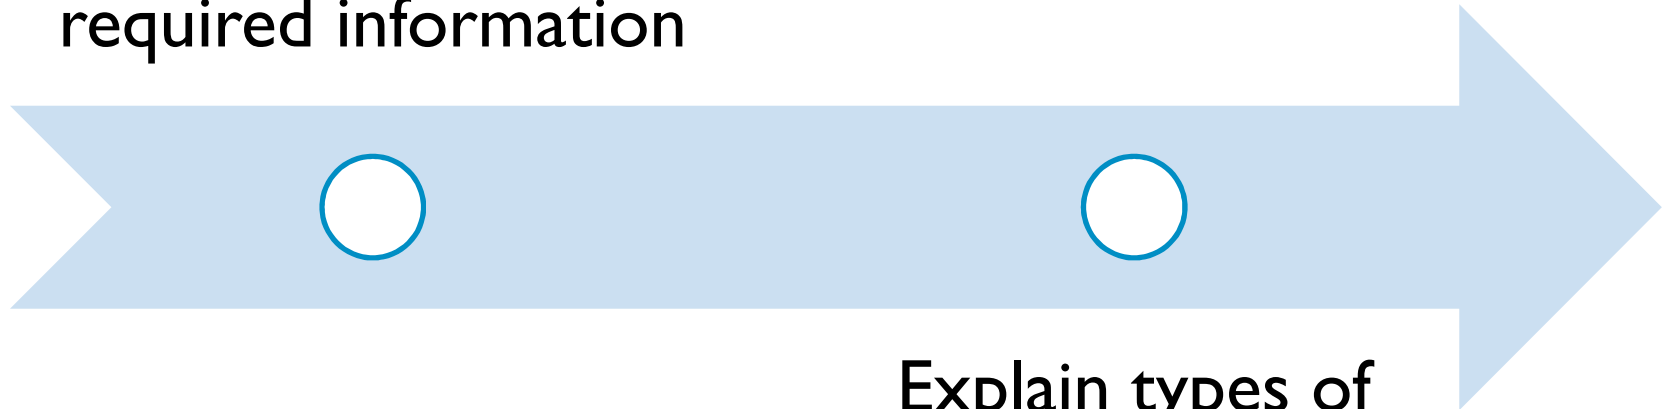 required information
Explain types of